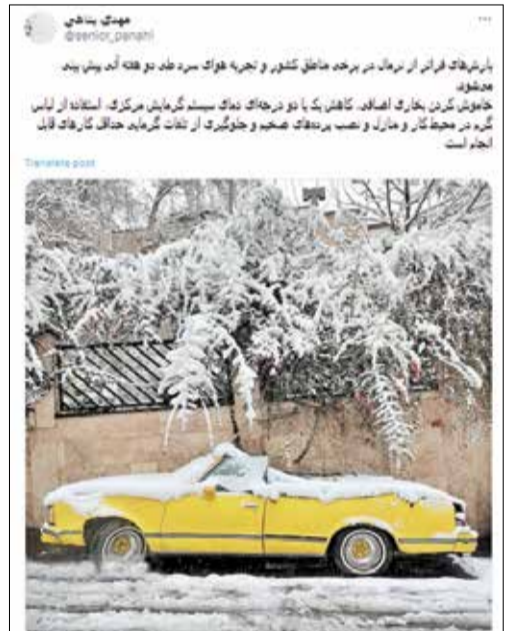 مهدی پناهی
@senior_panahi
بارش‌های فراتر از نرمال در برخی مناطق کشور و تجربه هوای سرد طی دو هفته آتی پیش بینی
می‌شود.
خاموش کردن بخاری اضافی، کاهش یک یا دو درجه‌ای دمای سیستم گرمایش مرکزی، استفاده از لباس
گرم در محیط کار و منازل و نصب پرده‌های ضخیم و جلوگیری از تلفات گرمایی حداقل کارهای قابل
انجام است
Translate post